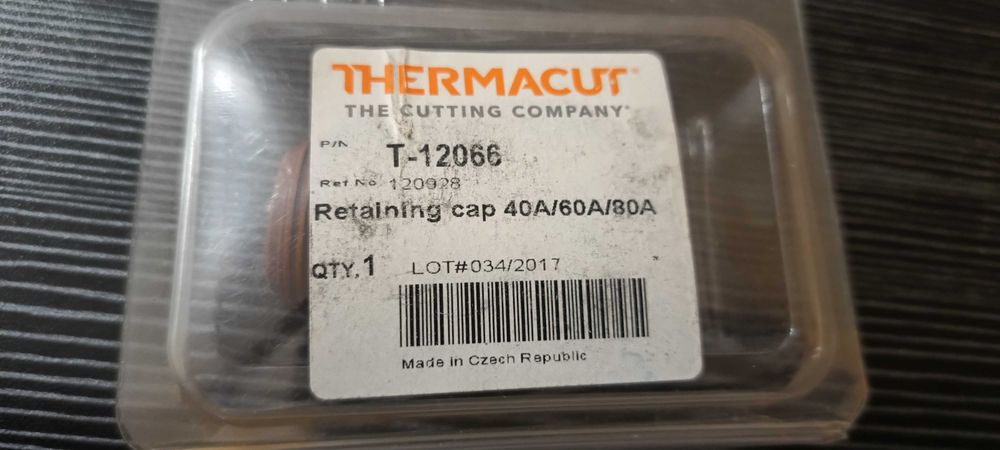 THERMACUT®
THE CUTTING COMPANY®
P/N T-12066
Ref No 120928
Retaining cap 40A/60A/80A
QTY. 1 LOT#034/2017
Made in Czech Republic